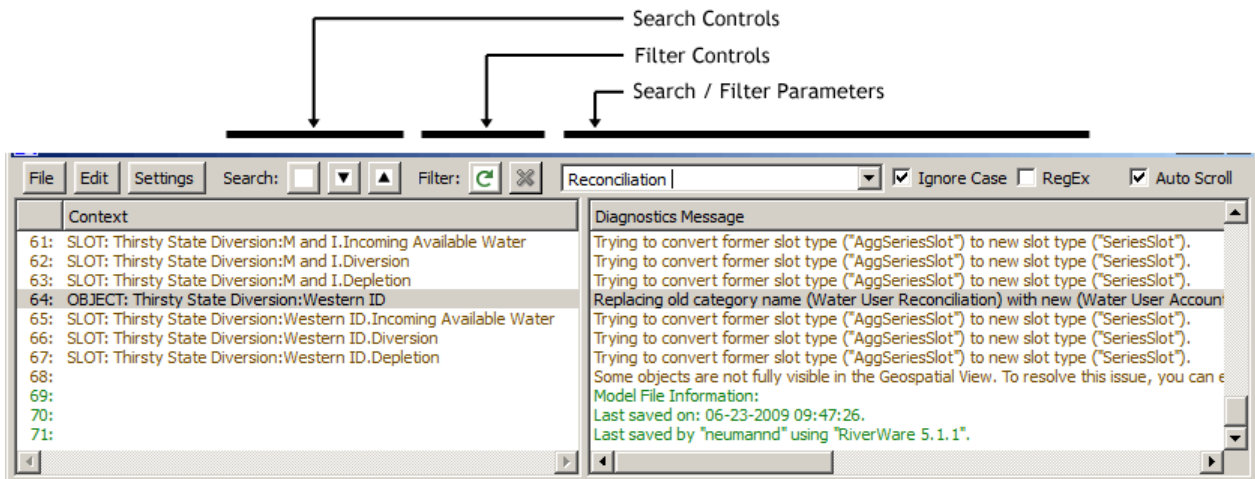 Search Controls
Filter Controls
Search / Filter Parameters
File Edit Settings Search: Filter: Reconciliation Ignore Case RegEx Auto Scroll
Context Diagnostics Message
61: SLOT: Thirsty State Diversion:M and I.Incoming Available Water Trying to convert former slot type ("AggSeriesSlot") to new slot type ("SeriesSlot").
62: SLOT: Thirsty State Diversion:M and I.Diversion Trying to convert former slot type ("AggSeriesSlot") to new slot type ("SeriesSlot").
63: SLOT: Thirsty State Diversion:M and I.Depletion Trying to convert former slot type ("AggSeriesSlot") to new slot type ("SeriesSlot").
64: OBJECT: Thirsty State Diversion:Western ID Replacing old category name (Water User Reconciliation) with new (Water User Accoun
65: SLOT: Thirsty State Diversion:Western ID.Incoming Available Water Trying to convert former slot type ("AggSeriesSlot") to new slot type ("SeriesSlot").
66: SLOT: Thirsty State Diversion:Western ID.Diversion Trying to convert former slot type ("AggSeriesSlot") to new slot type ("SeriesSlot").
67: SLOT: Thirsty State Diversion:Western ID.Depletion Trying to convert former slot type ("AggSeriesSlot") to new slot type ("SeriesSlot").
68: Some objects are not fully visible in the Geospatial View. To resolve this issue, you can e
69: Model File Information:
70: Last saved on: 06-23-2009 09:47:26.
71: Last saved by "neumannd" using "RiverWare 5.1.1".